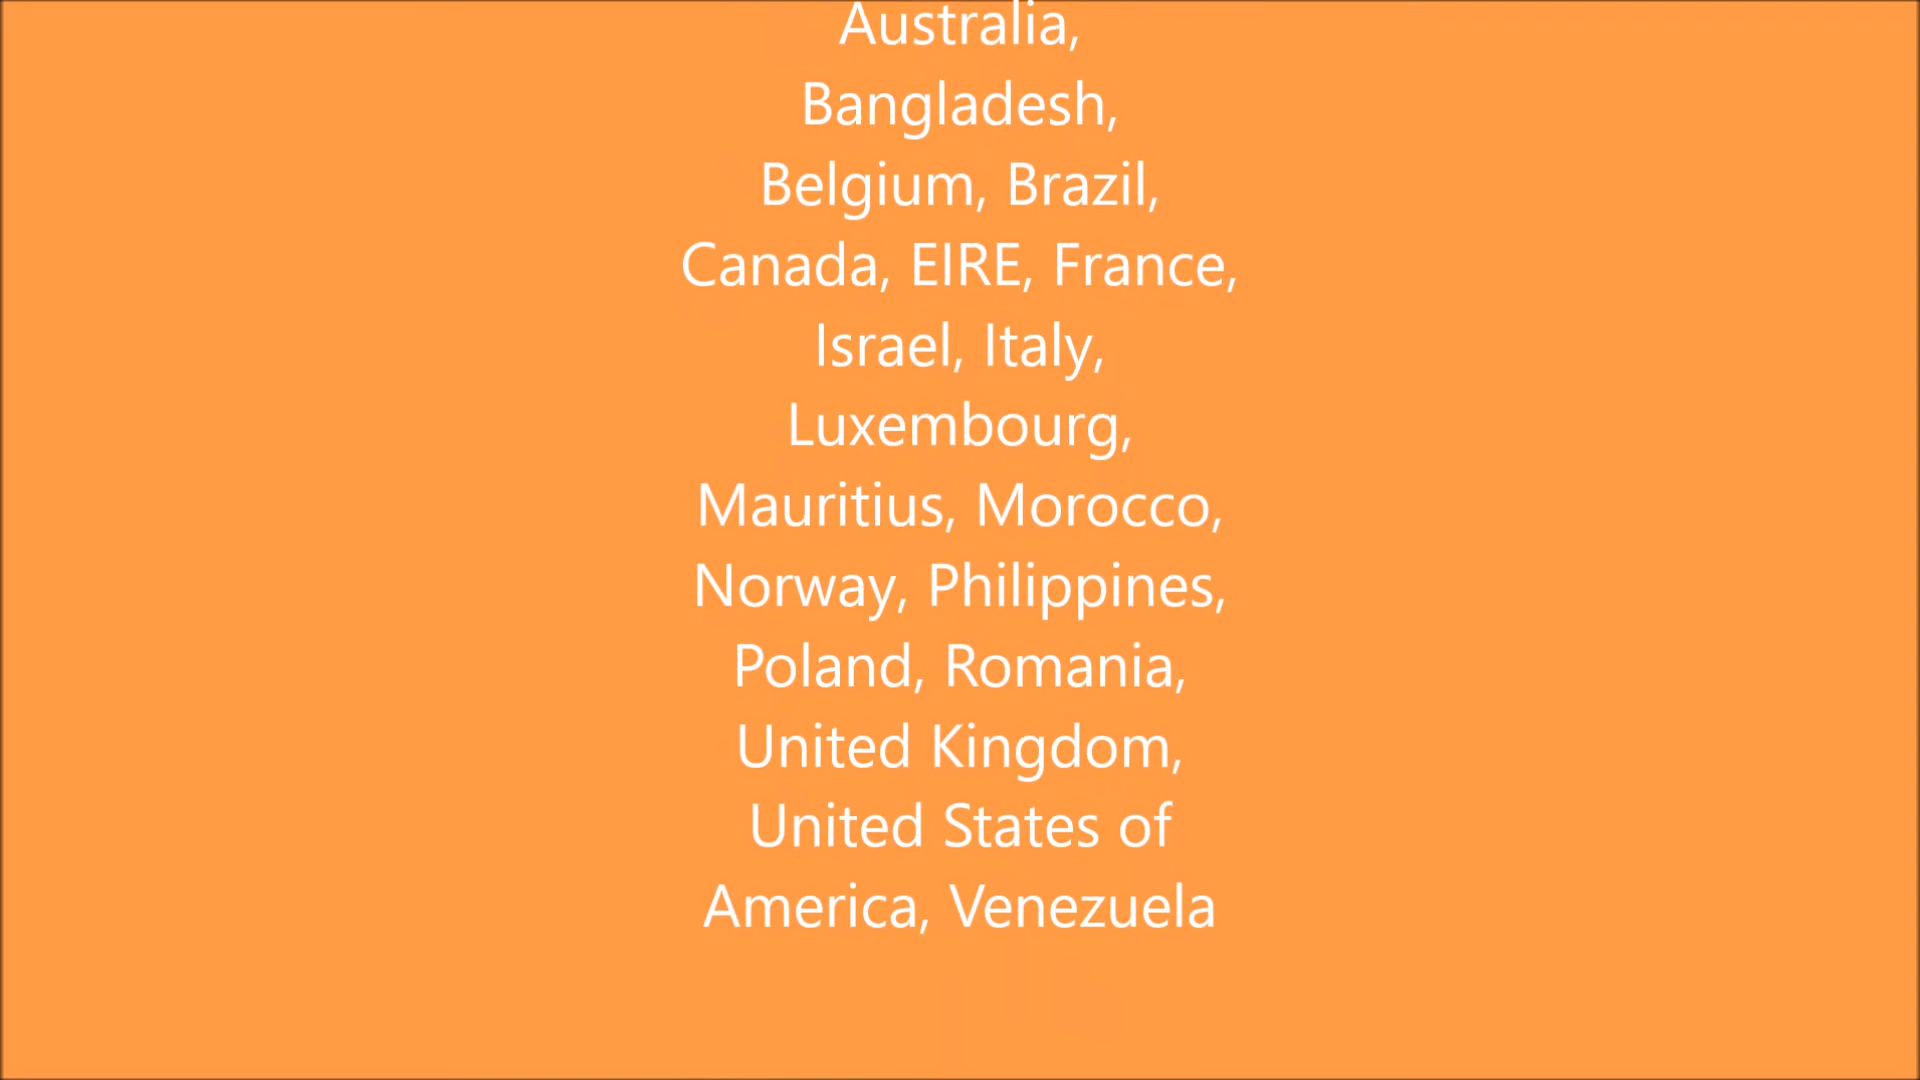 Australia,
Bangladesh,
Belgium, Brazil,
Canada, EIRE, France,
Israel, Italy,
Luxembourg,
Mauritius, Morocco,
Norway, Philippines,
Poland, Romania,
United Kingdom,
United States of
America, Venezuela